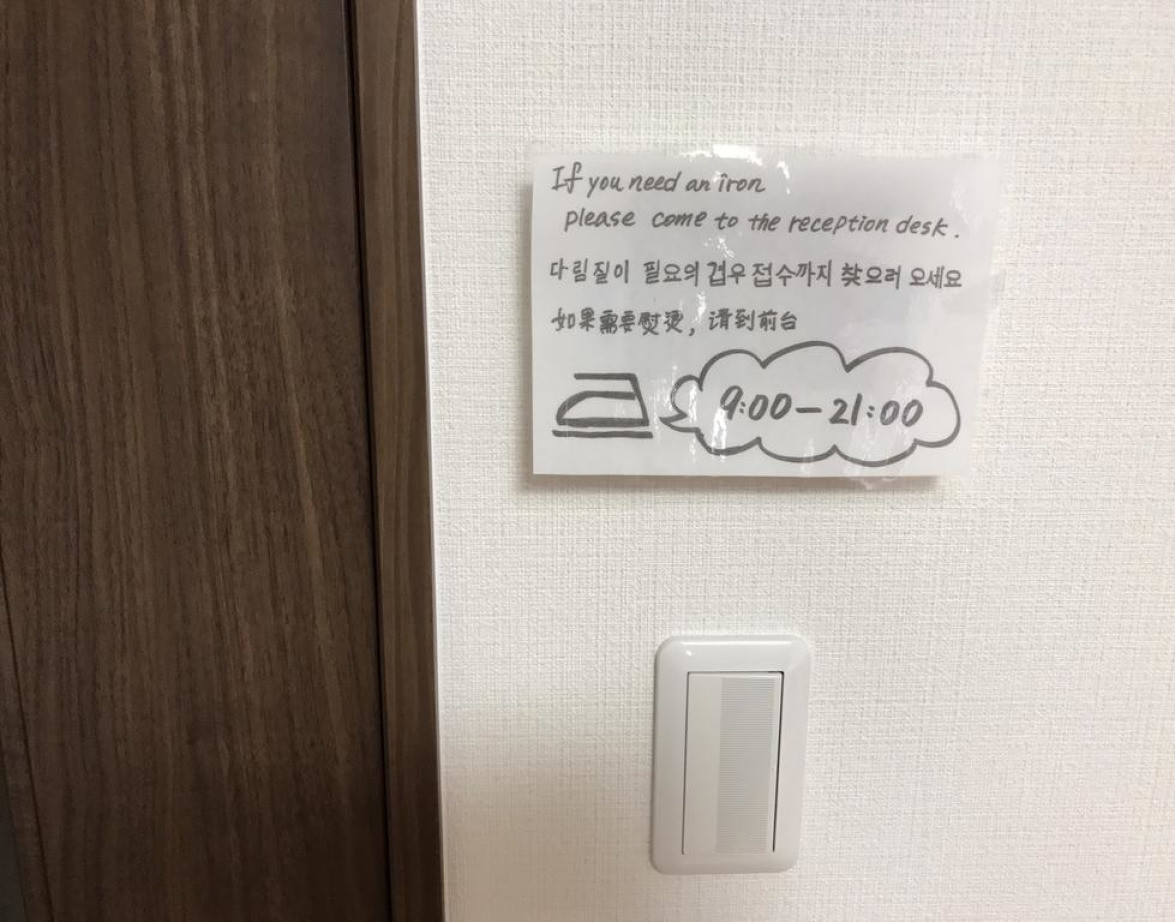 If you need an iron
please come to the reception desk.
다림질이 필요의 겹우 접수까지 찾으러 오세요
如果需要熨烫, 请到前台
9:00-21:00